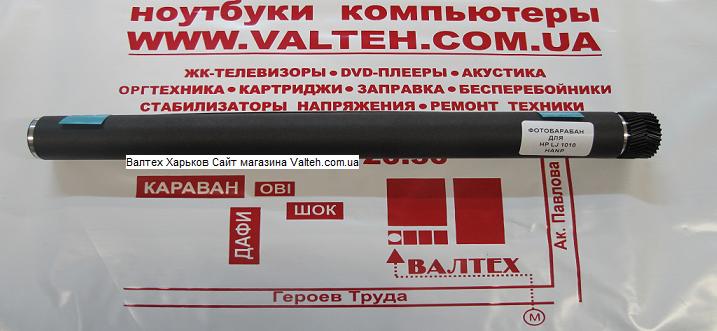 ноутбуки компьютеры
WWW.VALTEH.COM.UA
ЖК-ТЕЛЕВИЗОРЫ • DVD-ПЛЕЕРЫ • АКУСТИКА
ОРГТЕХНИКА • КАРТРИДЖИ • ЗАПРАВКА • БЕСПЕРЕБОЙНИКИ
СТАБИЛИЗАТОРЫ НАПРЯЖЕНИЯ • РЕМОНТ ТЕХНИКИ
ФОТОБАРАБАН
ДЛЯ
HP LJ 1010
HANP
Валтех Харьков Сайт магазина Valteh.com.ua
КАРАВАН
ОВІ
ШОК
ДАФИ
Ак. Павлова
ВАЛТЕХ
Героев Труда
М